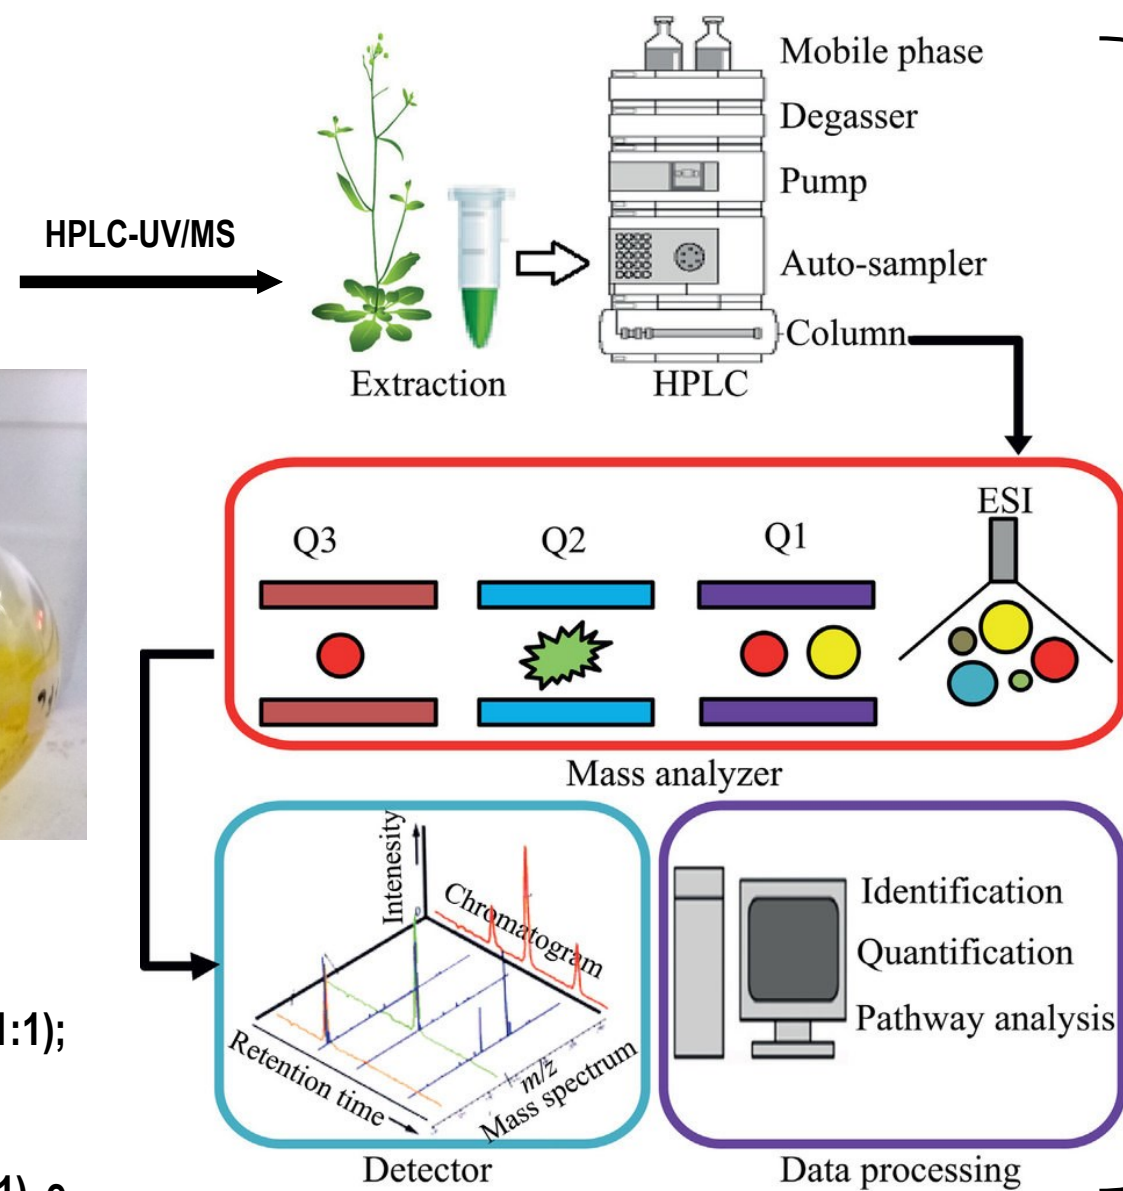 Mobile phase
Degasser
Pump
HPLC-UV/MS
Auto-sampler
Column
Extraction
HPLC
ESI
Q3
Q2
Q1
Mass analyzer
Intenesity
Chromatogram
Retention time
m/z
Mass spectrum
Identification
Quantification
Pathway analysis
1:1);
Detector
Data processing